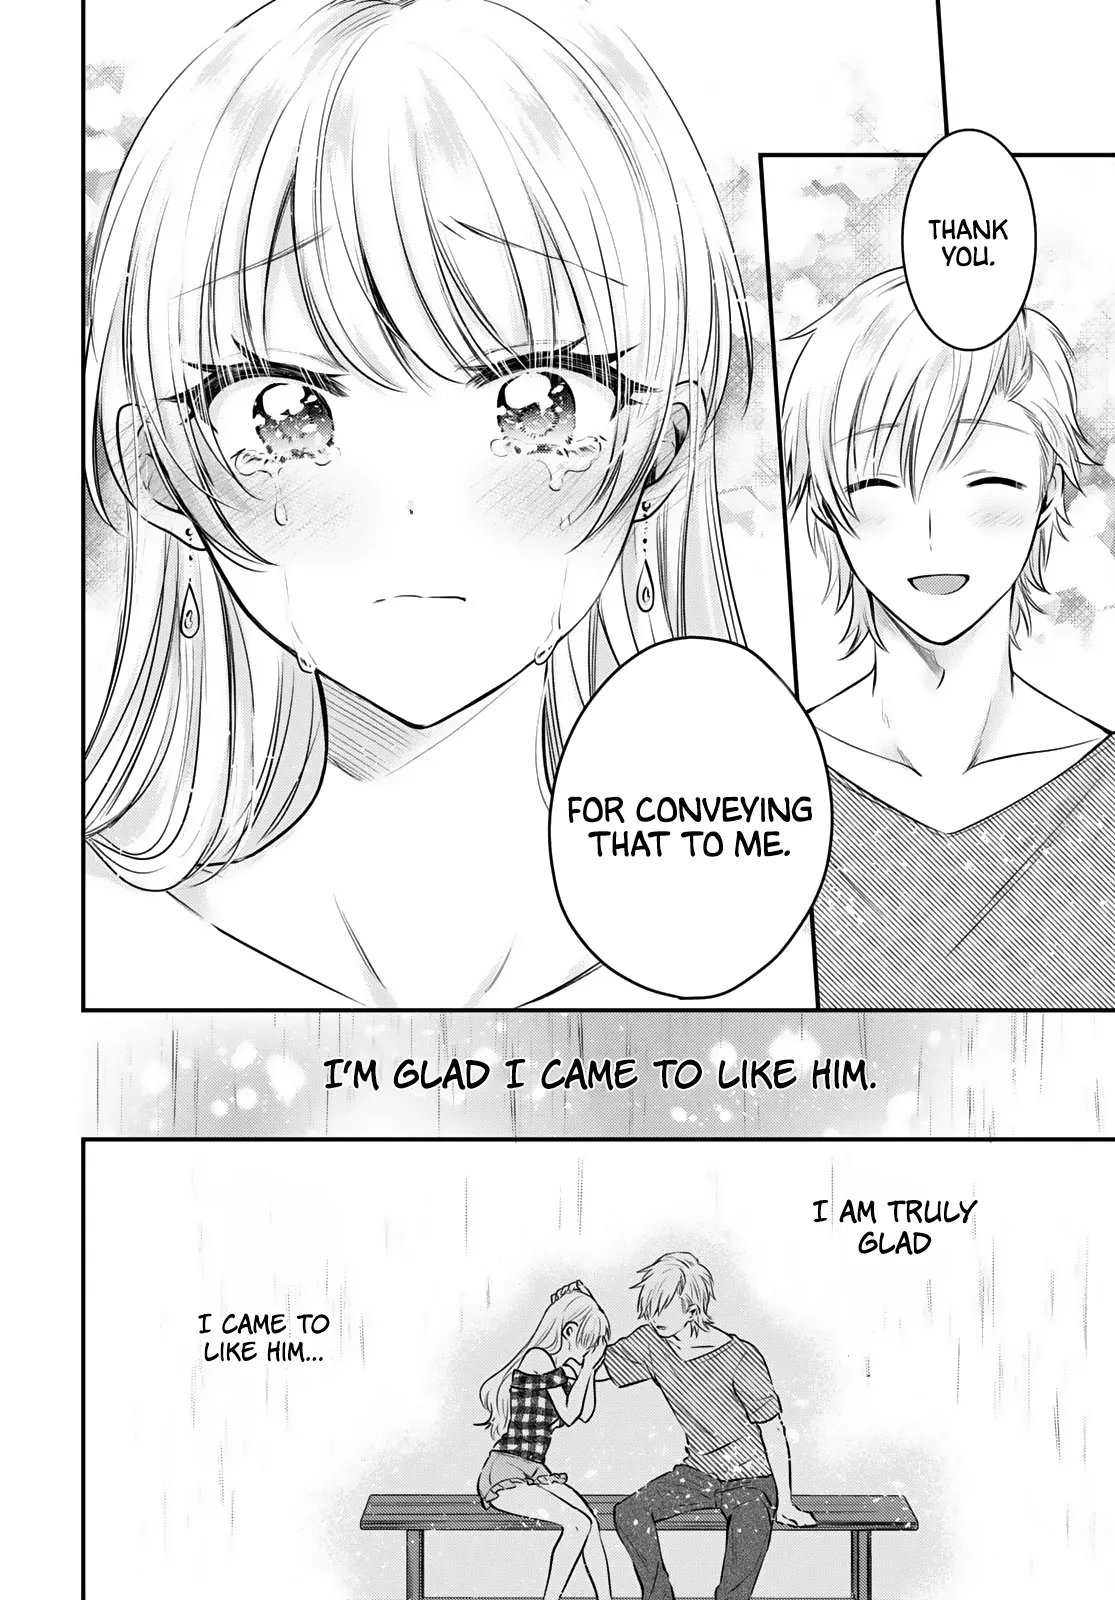 THANK
YOU.
FOR CONVEYING
THAT TO ME.
I'M GLAD I CAME TO LIKE HIM.
I AM TRULY
GLAD
I CAME TO
LIKE HIM...